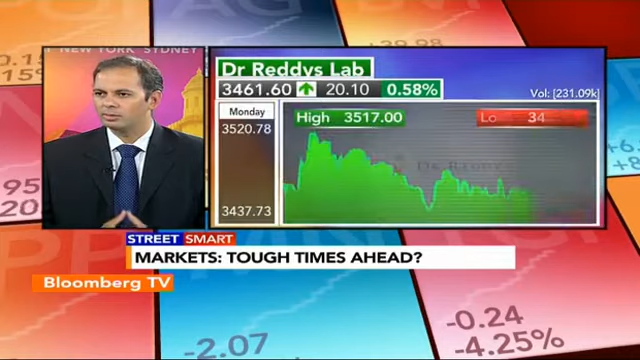 NEW YORK SYDNEY
Dr Reddys Lab
3461.60 20.10 0.58%
Vol: [231.09k]
Monday
3520.78
High 3517.00
34
3437.73
STREET SMART
MARKETS: TOUGH TIMES AHEAD?
Bloomberg TV
-2.07
-0.24
-4.25%